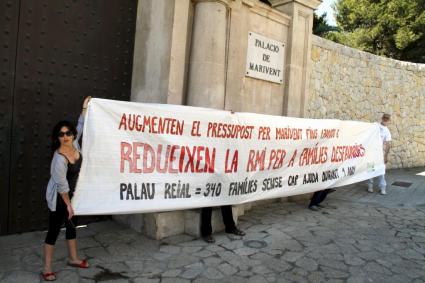 PALACIO
DE
MARIVENT
AUGMENTEN EL PRESSUPOST PER MARIVENT FINS
REDUEIXEN LA RMI PER A FAMÍLIES DESFAVORIDES
PALAU REIAL = 340 FAMÍLIES SENSE CAP AJUDA DURANT 1 ANY